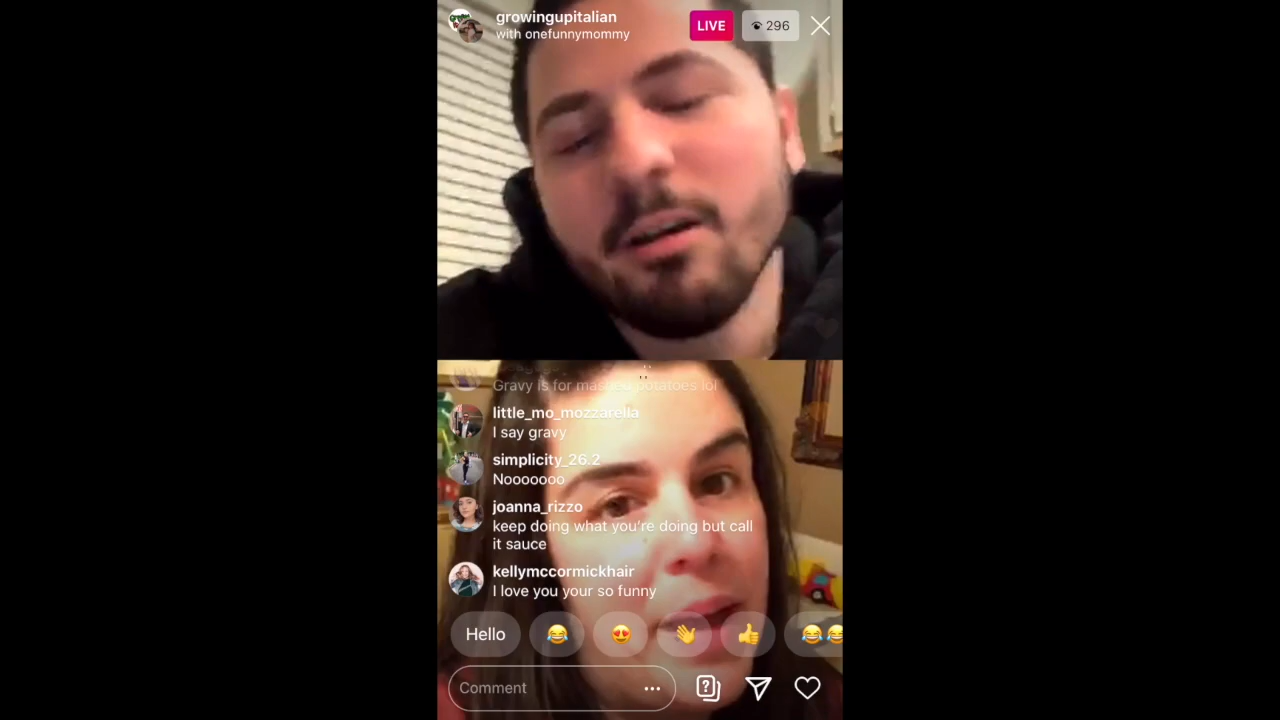 growingupitalian
with onefunnymommy
LIVE
296
Gravy is for mashed potatoes lol
little_mo_mozzarella
I say gravy
simplicity_26.2
Nooooooo
joanna_rizzo
keep doing what you're doing but call
it sauce
kellymccormickhair
I love you your so funny
Hello
Comment